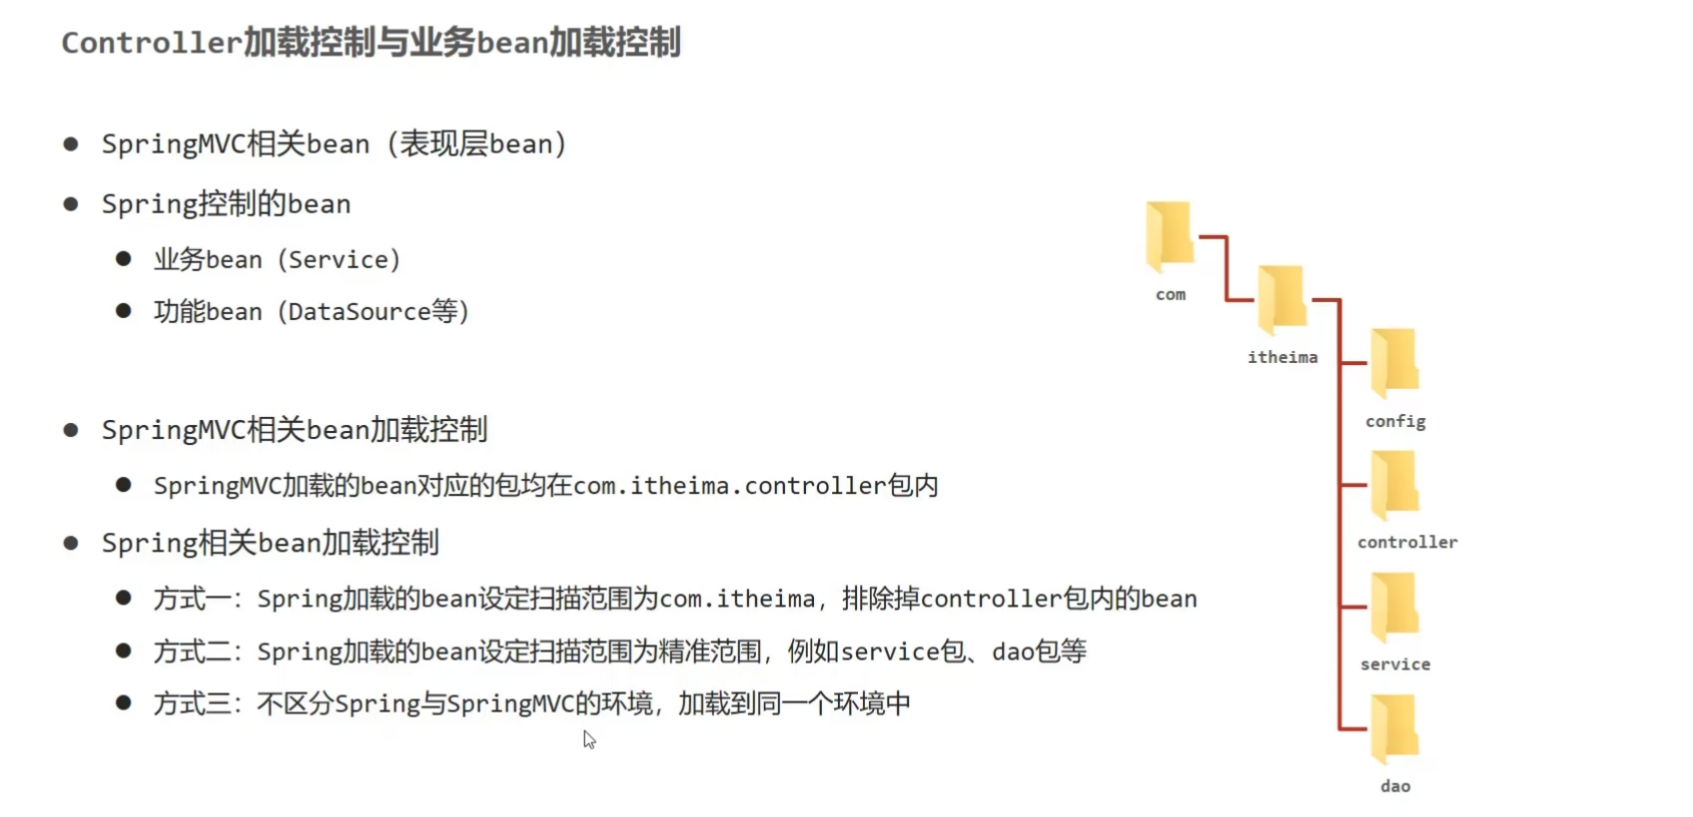 Controller加载控制与业务bean加载控制
SpringMVC相关bean（表现层bean）
Spring控制的bean
业务bean（Service）
功能bean（DataSource等）
SpringMVC相关bean加载控制
SpringMVC加载的bean对应的包均在com.itheima.controller包内
Spring相关bean加载控制
方式一：Spring加载的bean设定扫描范围为com.itheima，排除掉controller包内的bean
方式二：Spring加载的bean设定扫描范围为精准范围，例如service包、dao包等
方式三：不区分Spring与SpringMVC的环境，加载到同一个环境中
com
itheima
config
controller
service
dao